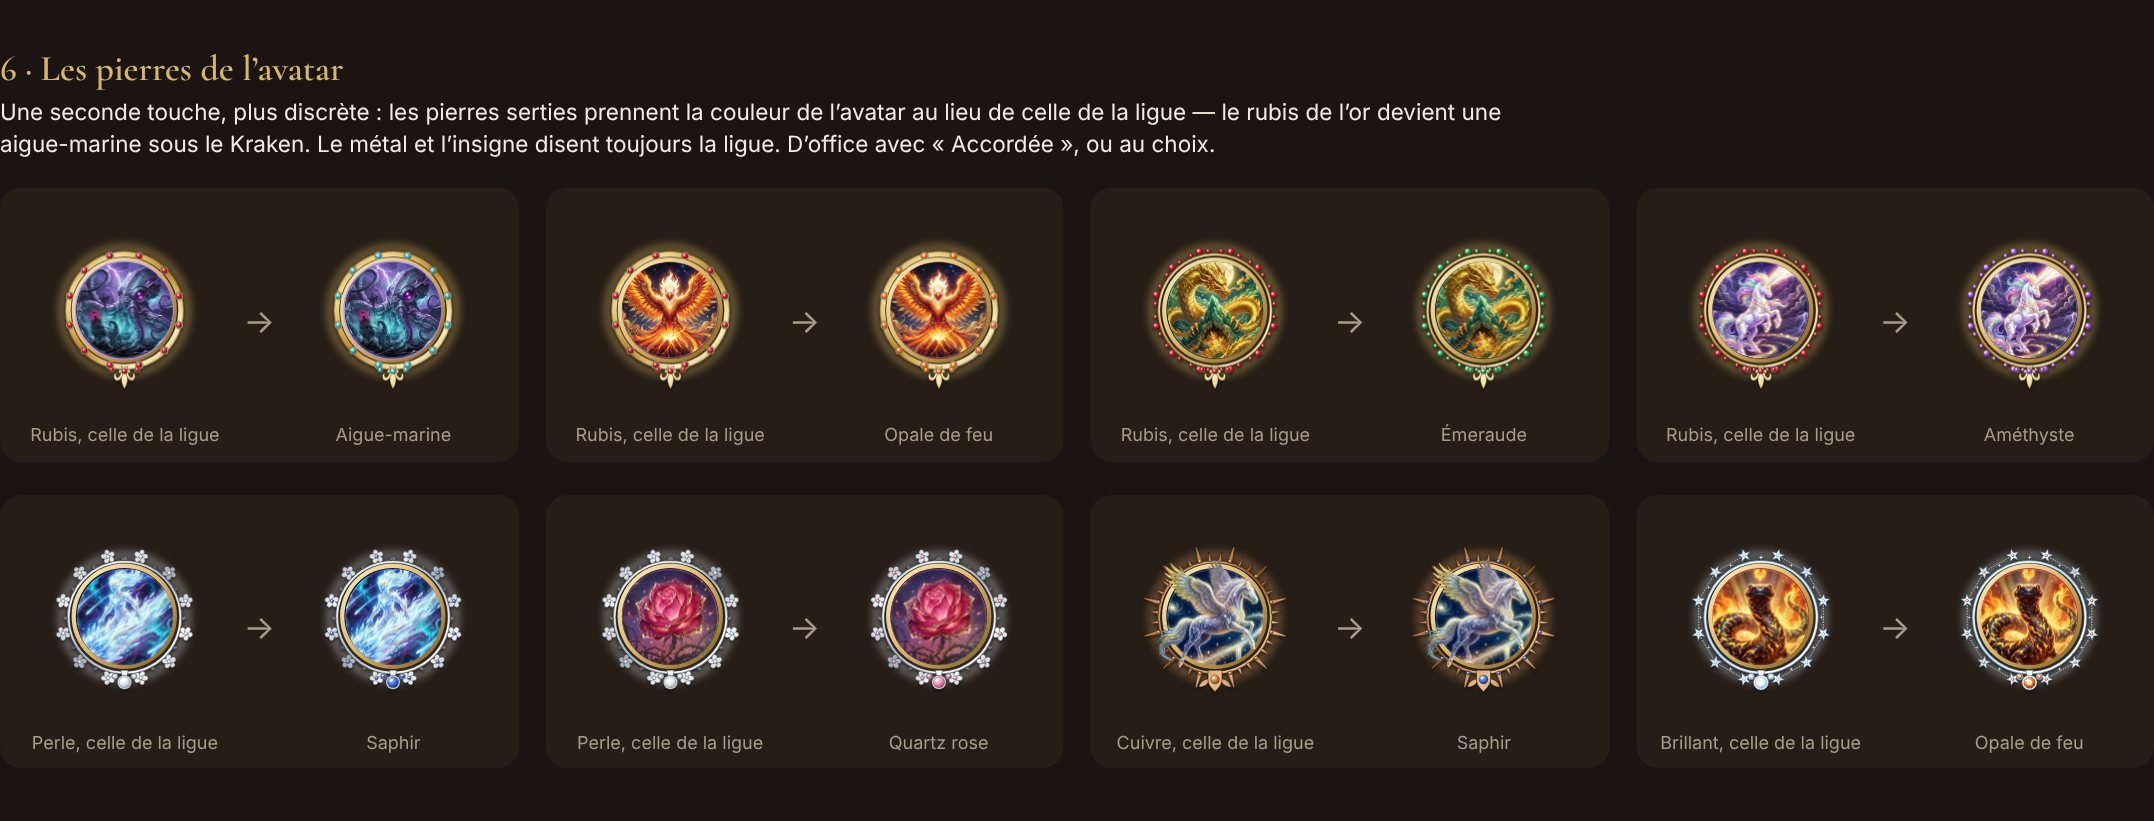 6 · Les pierres de l’avatar
Une seconde touche, plus discrète : les pierres serties prennent la couleur de l’avatar au lieu de celle de la ligue — le rubis de l’or devient une
aigue-marine sous le Kraken. Le métal et l’insigne disent toujours la ligue. D’office avec « Accordée », ou au choix.
Rubis, celle de la ligue → Aigue-marine
Rubis, celle de la ligue → Opale de feu
Rubis, celle de la ligue → Émeraude
Rubis, celle de la ligue → Améthyste
Perle, celle de la ligue → Saphir
Perle, celle de la ligue → Quartz rose
Cuivre, celle de la ligue → Saphir
Brillant, celle de la ligue → Opale de feu